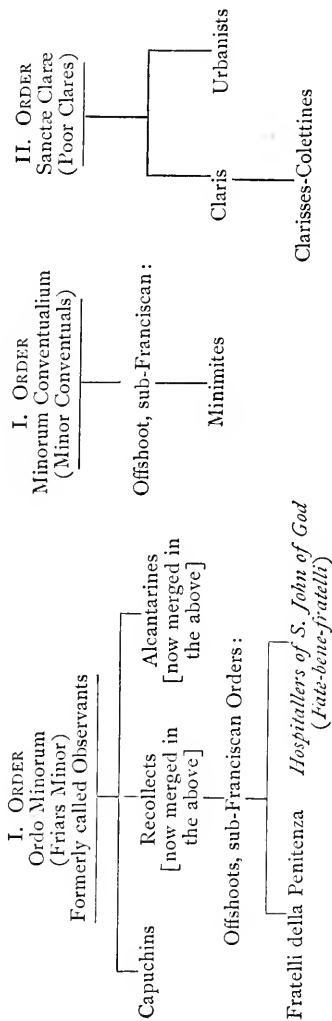 I. ORDER
Ordo Minorum
(Friars Minor)
Formerly called Observants
Capuchins
Recollects
[now merged in
the above]
Alcantarines
[now merged in
the above]
Offshoots, sub-Franciscan Orders:
Fratelli della Penitenza
Hospitallers of S. John of God
(Fate-bene-fratelli)
I. ORDER
Minorum Conventualium
(Minor Conventuals)
Offshoot, sub-Franciscan:
Minimites
II. ORDER
Sanctæ Claræ
(Poor Clares)
Claris
Urbanists
Clarisses-Colettines